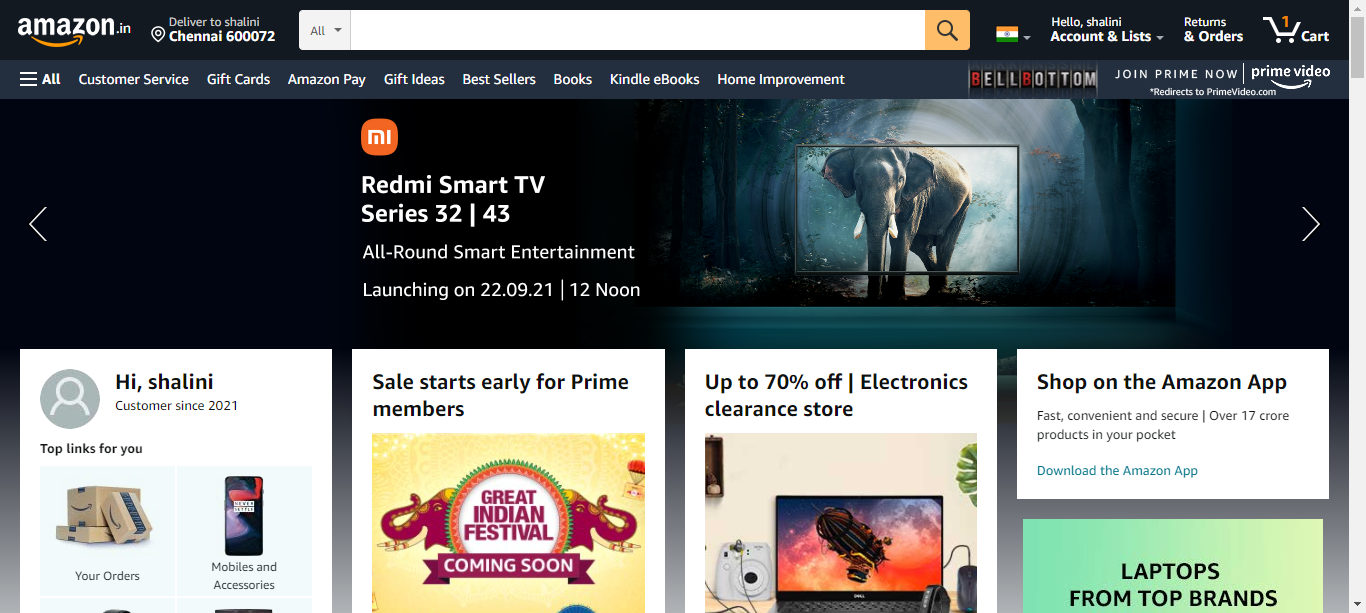 amazon.in
Deliver to shalini
Chennai 600072
All
Hello, shalini
Account & Lists
Returns
& Orders
1
Cart
All
Customer Service
Gift Cards
Amazon Pay
Gift Ideas
Best Sellers
Books
Kindle eBooks
Home Improvement
BELLBOTTOM
JOIN PRIME NOW
prime video
*Redirects to PrimeVideo.com
mi
Redmi Smart TV
Series 32 | 43
All-Round Smart Entertainment
Launching on 22.09.21 | 12 Noon
Hi, shalini
Customer since 2021
Top links for you
Your Orders
Mobiles and
Accessories
Sale starts early for Prime
members
GREAT
INDIAN
FESTIVAL
COMING SOON
Up to 70% off | Electronics
clearance store
DELL
Shop on the Amazon App
Fast, convenient and secure | Over 17 crore
products in your pocket
Download the Amazon App
LAPTOPS
FROM TOP BRANDS